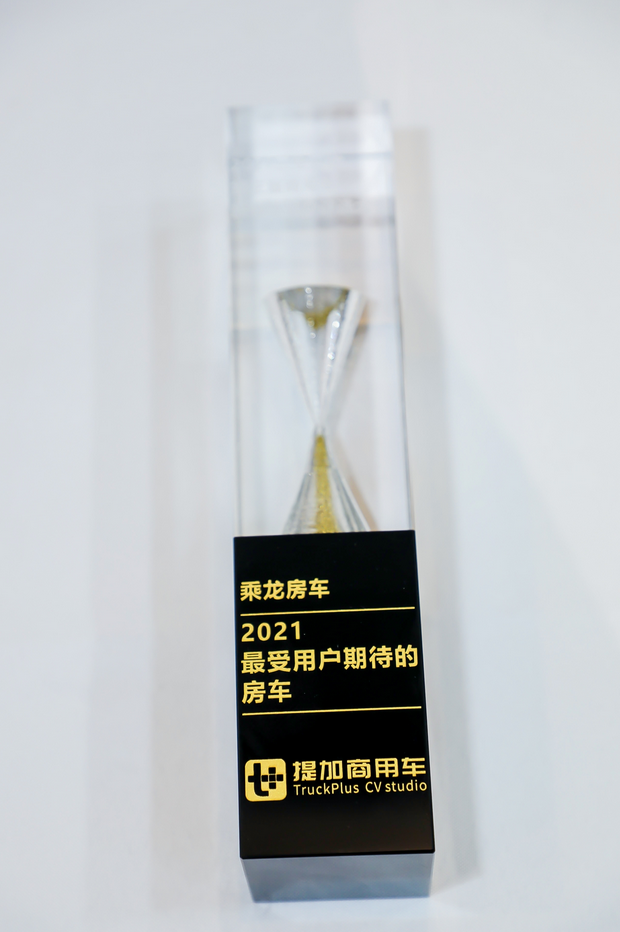 乘龙房车
2021
最受用户期待的
房车
t+ 提加商用车
TruckPlus CV studio